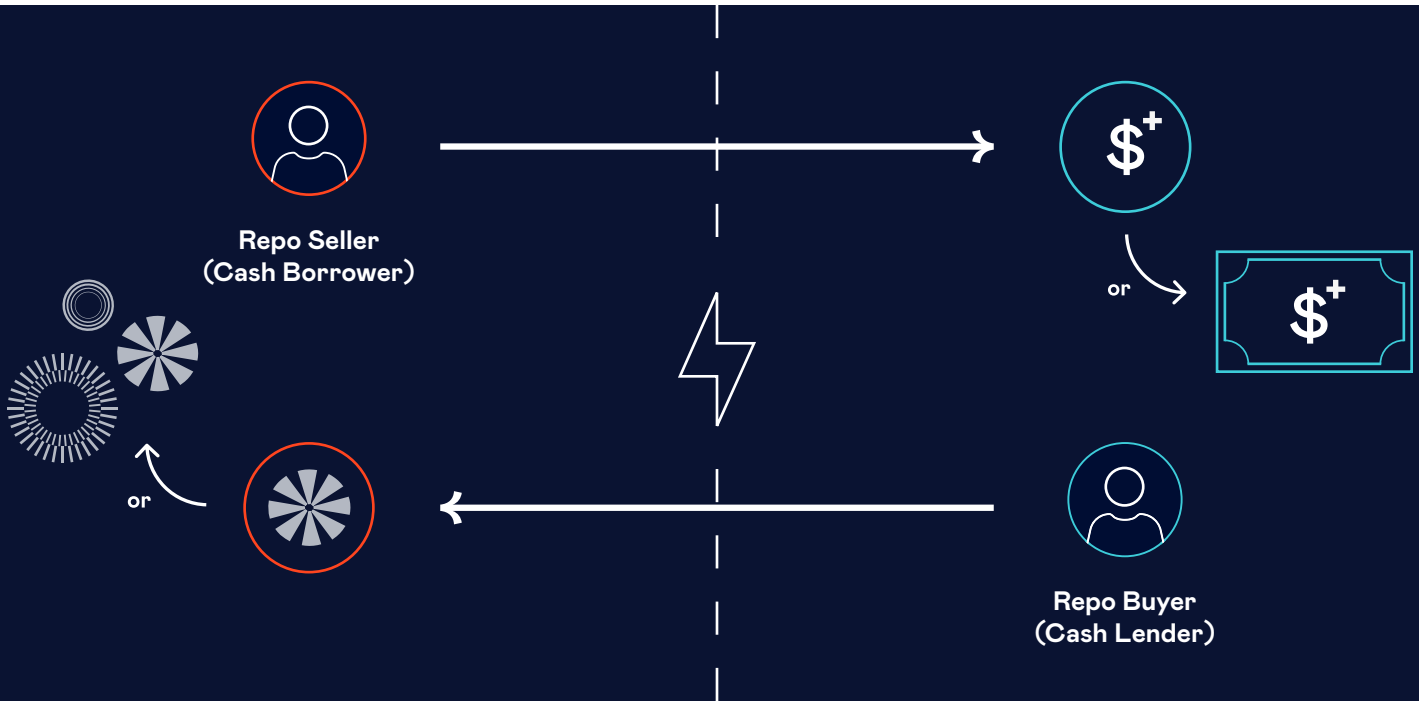 $+
Repo Seller
(Cash Borrower)
or
$+
or
Repo Buyer
(Cash Lender)